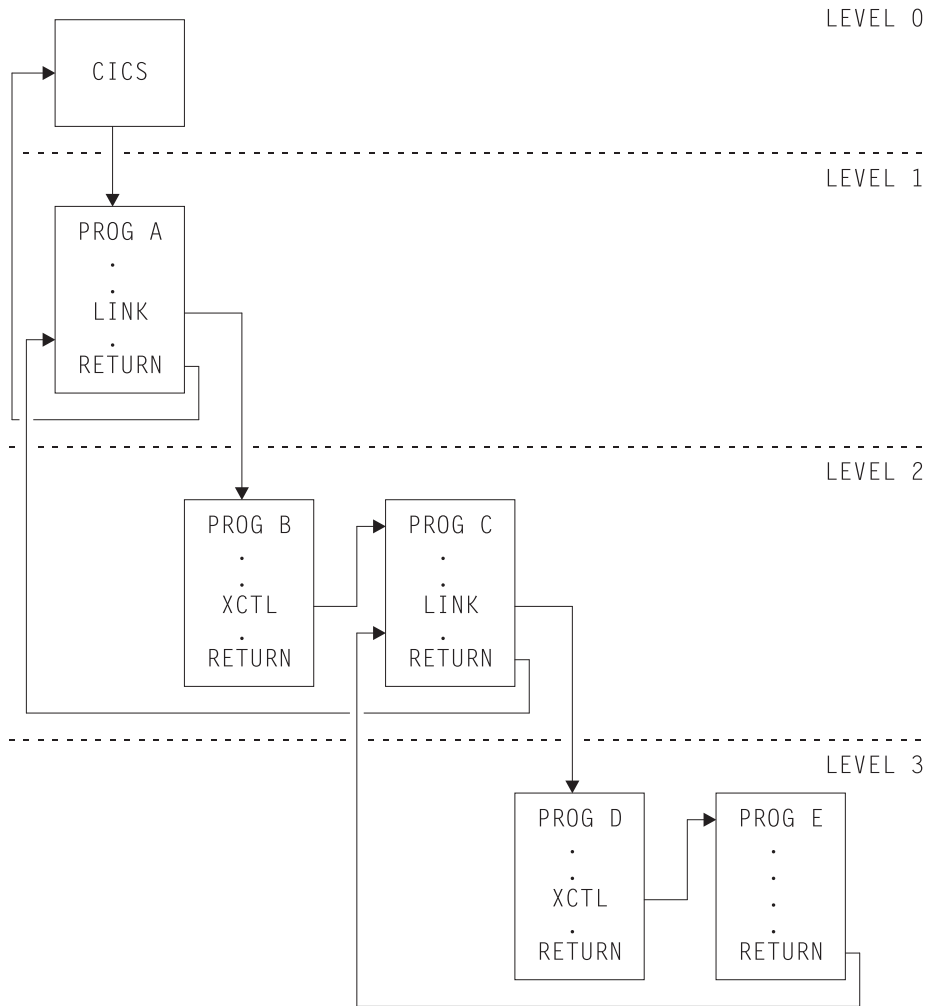 LEVEL 0
CICS
LEVEL 1
PROG A
.
.
LINK
.
RETURN
LEVEL 2
PROG B
.
.
XCTL
.
RETURN
PROG C
.
.
LINK
.
RETURN
LEVEL 3
PROG D
.
.
XCTL
.
RETURN
PROG E
.
.
.
.
RETURN